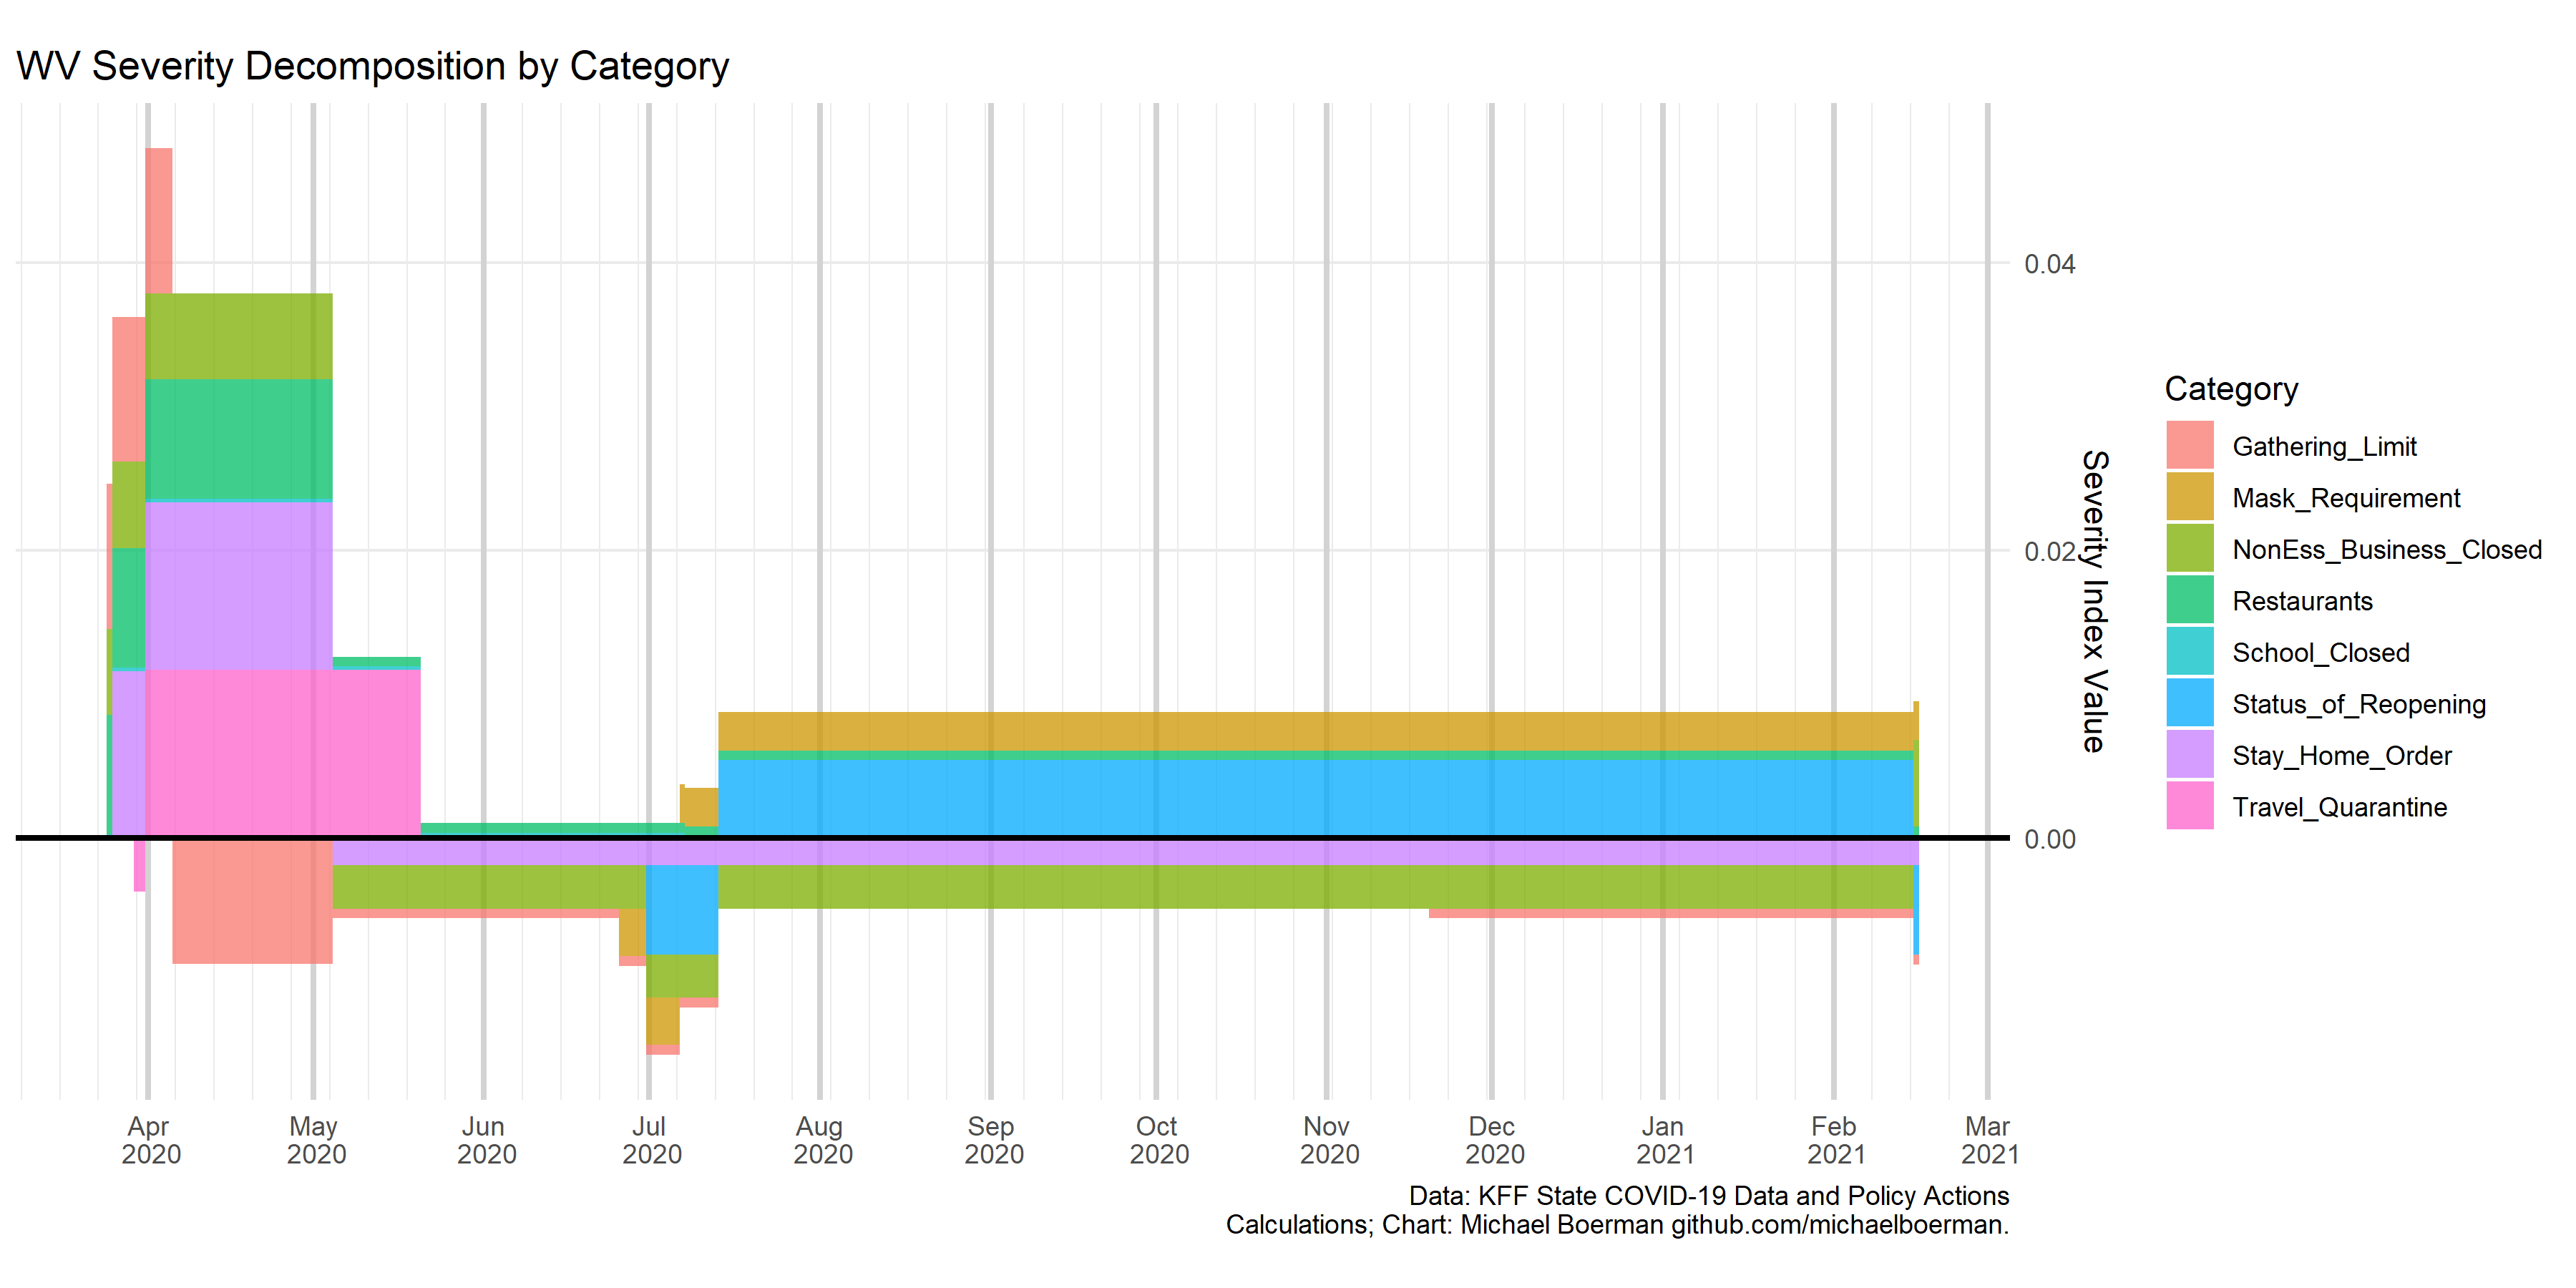 WV Severity Decomposition by Category
0.04
0.02
0.00
Severity Index Value
Category
Gathering_Limit
Mask_Requirement
NonEss_Business_Closed
Restaurants
School_Closed
Status_of_Reopening
Stay_Home_Order
Travel_Quarantine
Apr May Jun Jul Aug Sep Oct Nov Dec Jan Feb Mar
2020 2020 2020 2020 2020 2020 2020 2020 2020 2021 2021 2021
Data: KFF State COVID-19 Data and Policy Actions
Calculations; Chart: Michael Boerman github.com/michaelboerman.